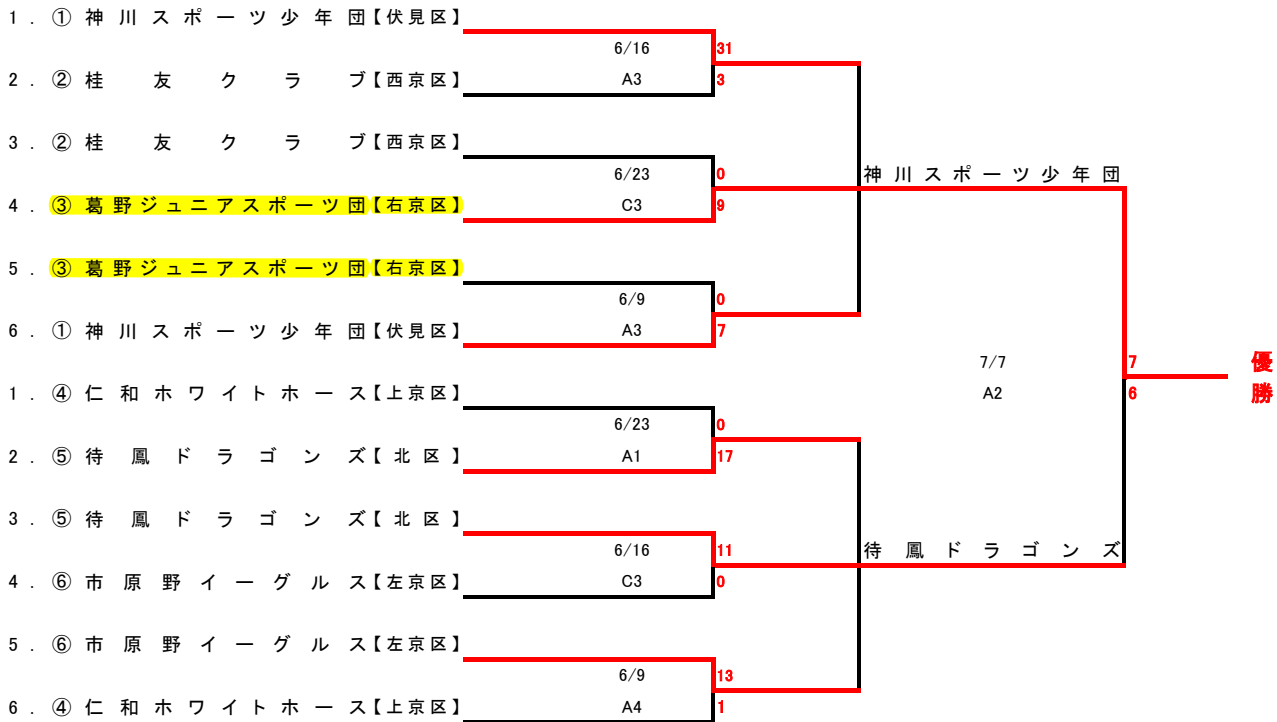 1. ① 神川スポーツ少年団【伏見区】
6/16 31
2. ② 桂友クラブ【西京区】 A3 3
3. ② 桂友クラブ【西京区】
6/23 0 神川スポーツ少年団
4. ③ 葛野ジュニアスポーツ団【右京区】 C3 9
5. ③ 葛野ジュニアスポーツ団【右京区】
6/9 0
6. ① 神川スポーツ少年団【伏見区】 A3 7
7/7 7 優
1. ④ 仁和ホワイトホース【上京区】 A2 6 勝
6/23 0
2. ⑤ 待鳳ドラゴンズ【北区】 A1 17
3. ⑤ 待鳳ドラゴンズ【北区】
6/16 11 待鳳ドラゴンズ
4. ⑥ 市原野イーグルス【左京区】 C3 0
5. ⑥ 市原野イーグルス【左京区】
6/9 13
6. ④ 仁和ホワイトホース【上京区】 A4 1